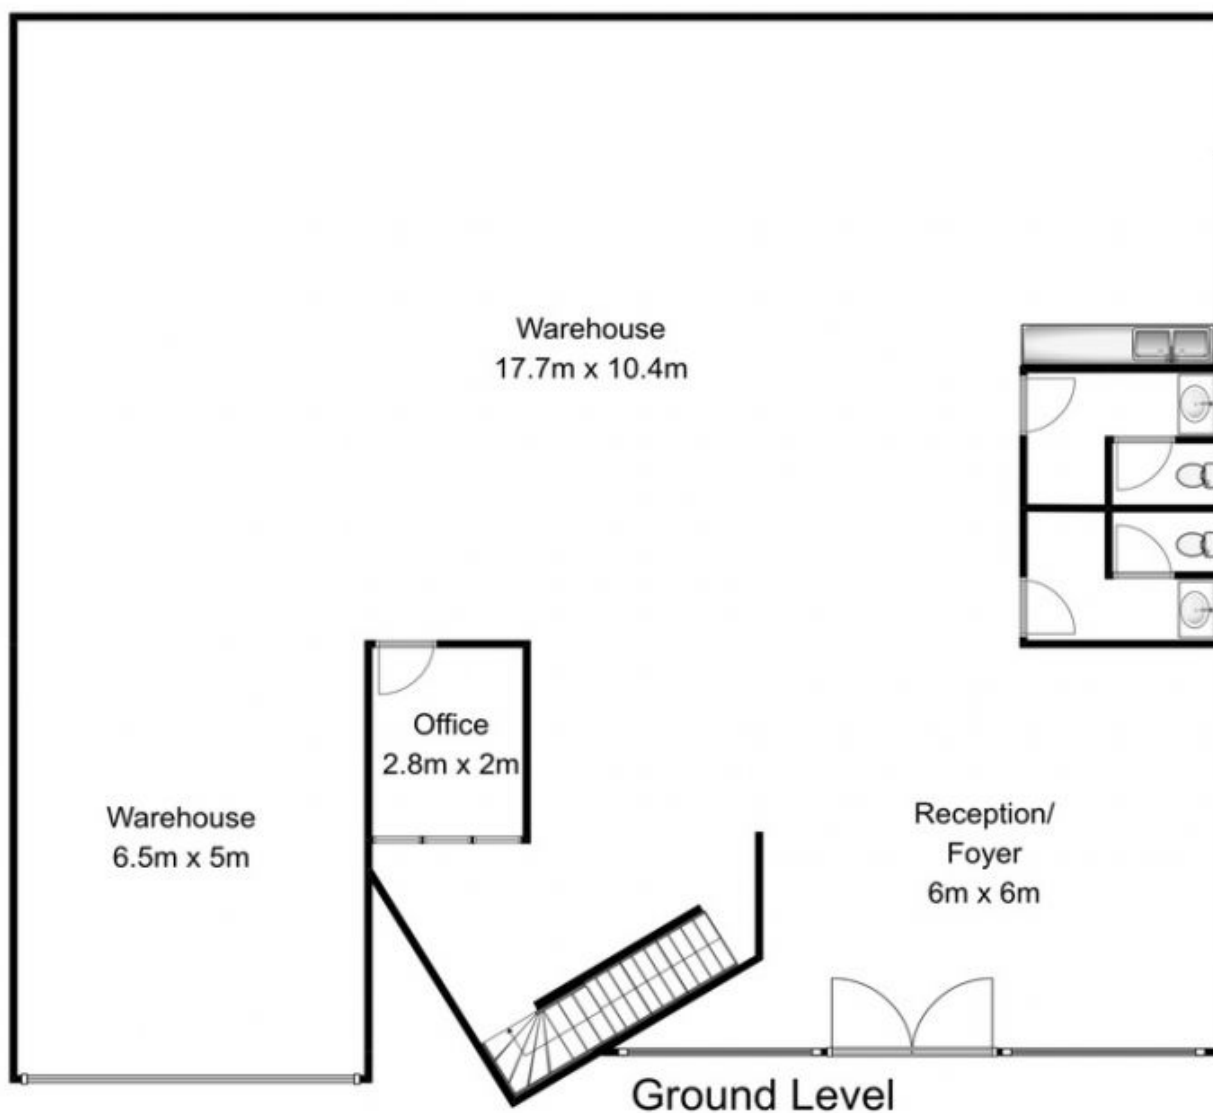 Warehouse
17.7m x 10.4m
Office
2.8m x 2m
Warehouse
6.5m x 5m
Reception/
Foyer
6m x 6m
Ground Level